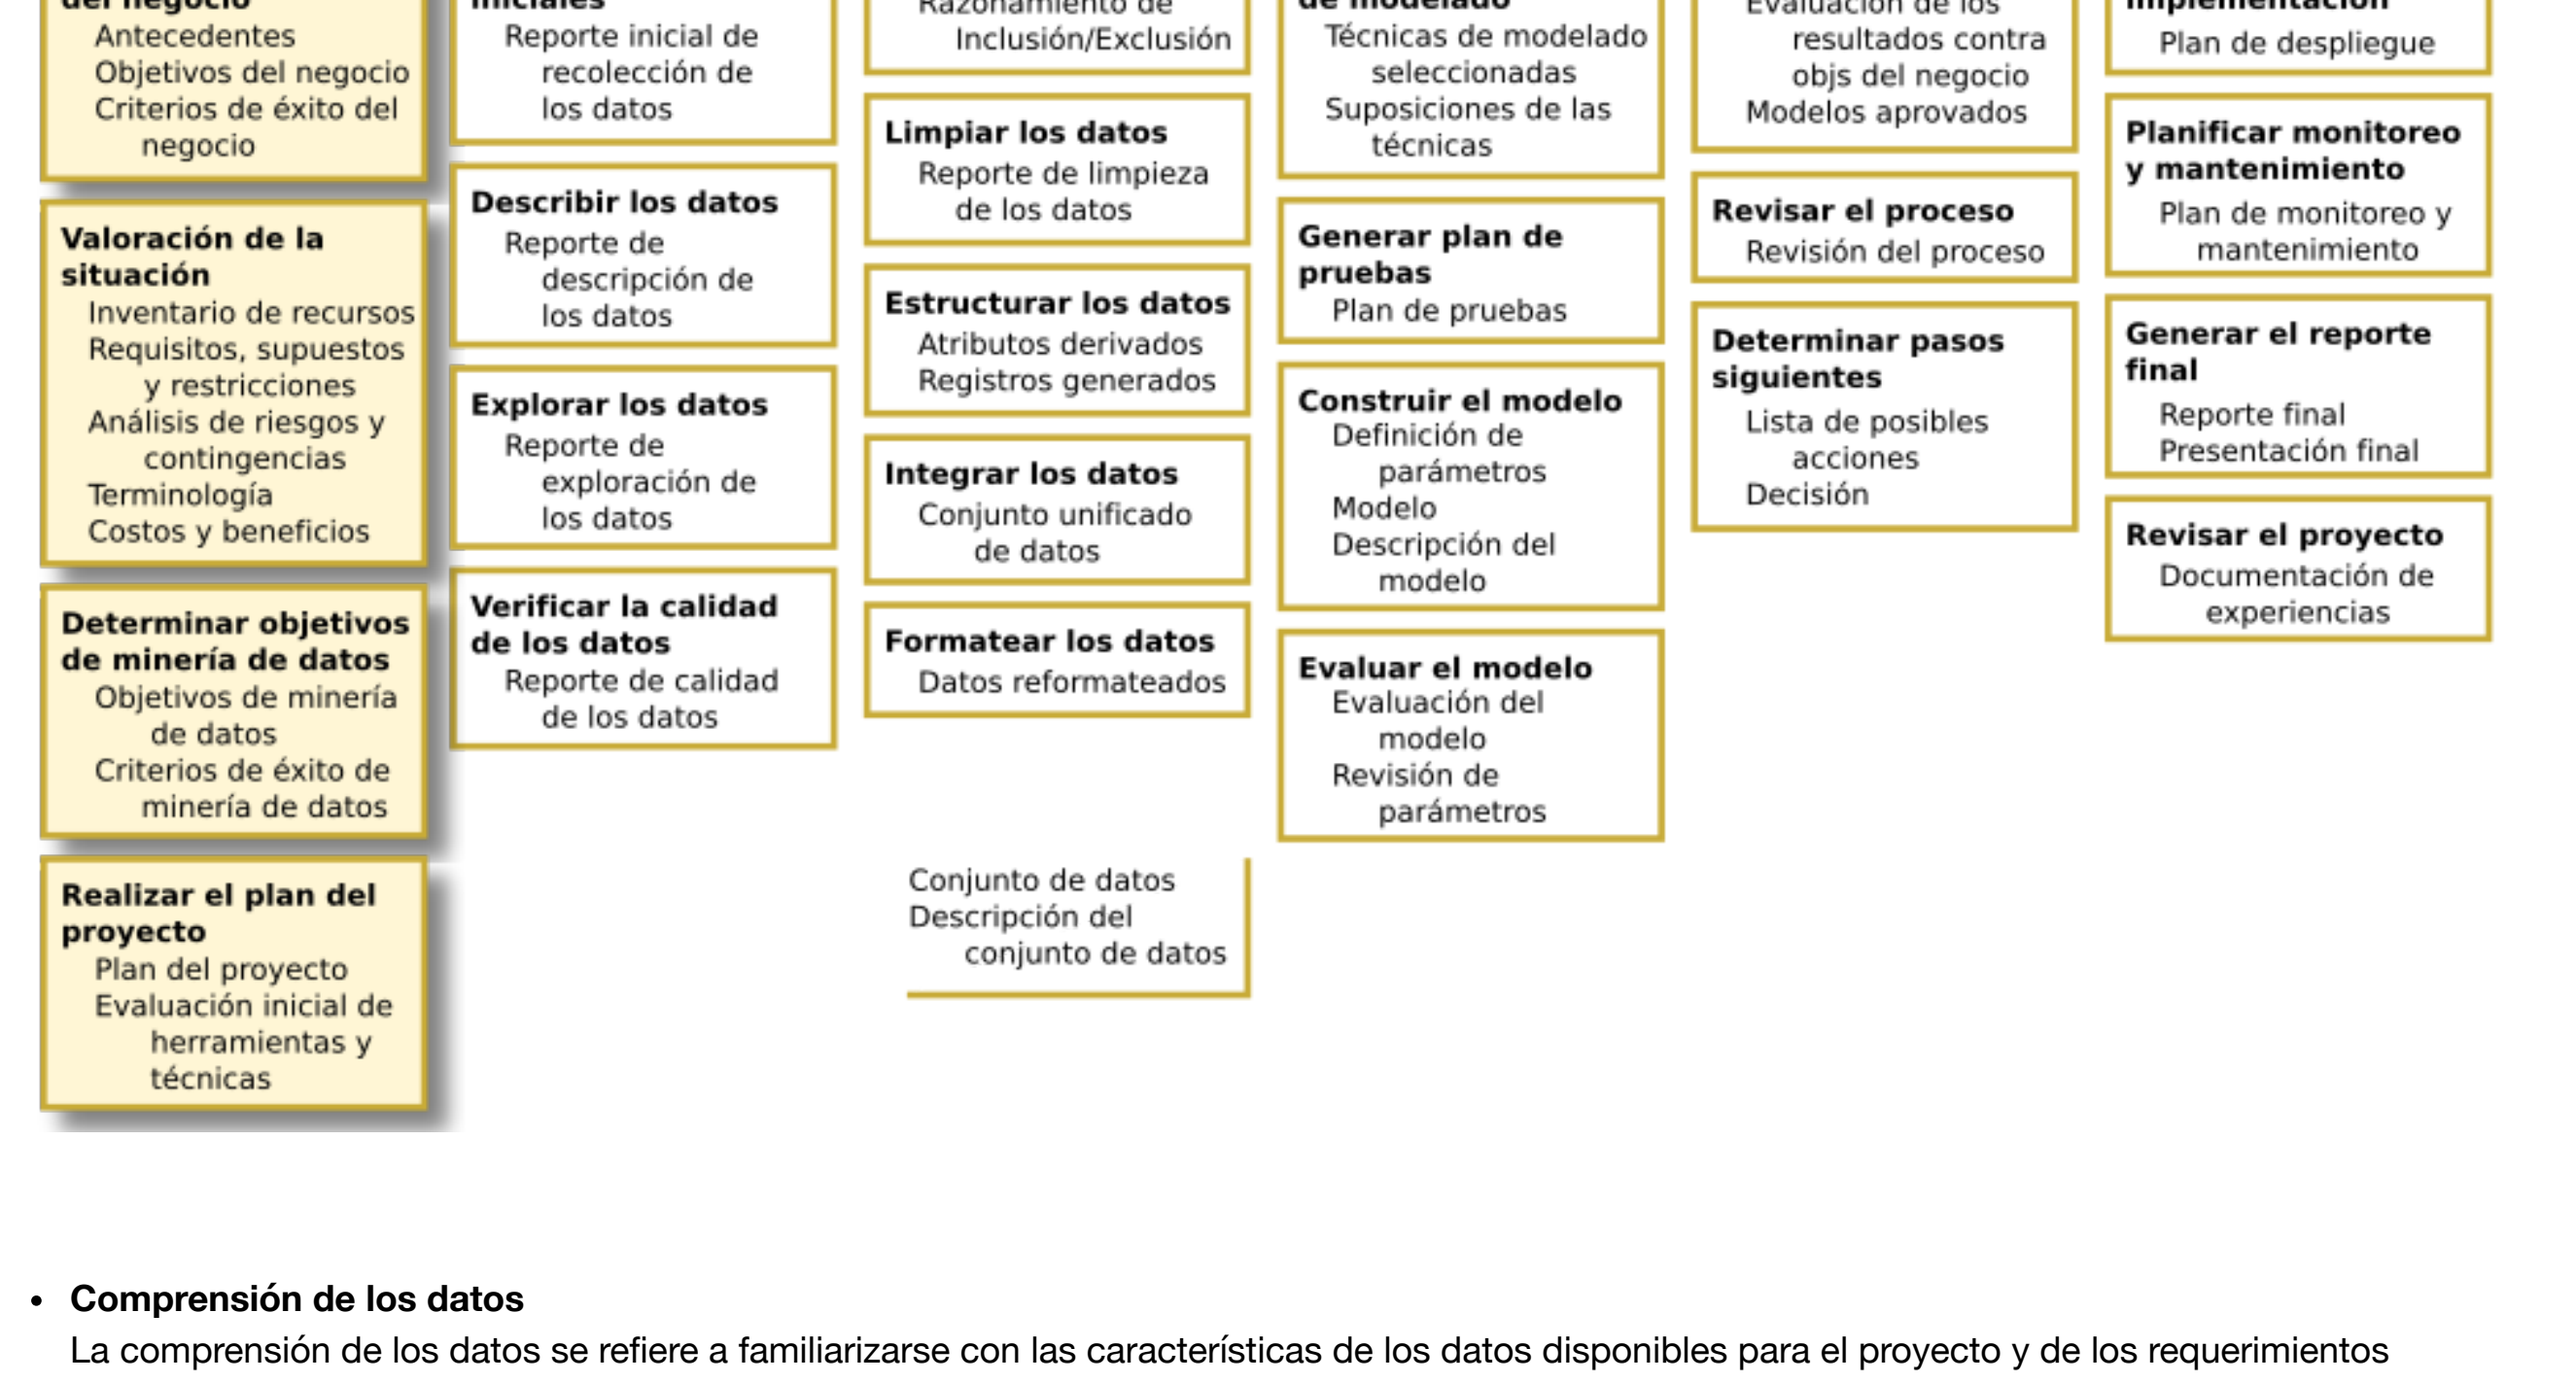 del negocio
Antecedentes
Objetivos del negocio
Criterios de éxito del
negocio
Valoración de la
situación
Inventario de recursos
Requisitos, supuestos
y restricciones
Análisis de riesgos y
contingencias
Terminología
Costos y beneficios
Determinar objetivos
de minería de datos
Objetivos de minería
de datos
Criterios de éxito de
minería de datos
Realizar el plan del
proyecto
Plan del proyecto
Evaluación inicial de
herramientas y
técnicas
iniciales
Reporte inicial de
recolección de
los datos
Describir los datos
Reporte de
descripción de
los datos
Explorar los datos
Reporte de
exploración de
los datos
Verificar la calidad
de los datos
Reporte de calidad
de los datos
Razonamiento de
Inclusión/Exclusión
Limpiar los datos
Reporte de limpieza
de los datos
Estructurar los datos
Atributos derivados
Registros generados
Integrar los datos
Conjunto unificado
de datos
Formatear los datos
Datos reformateados
Conjunto de datos
Descripción del
conjunto de datos
de modelado
Técnicas de modelado
seleccionadas
Suposiciones de las
técnicas
Generar plan de
pruebas
Plan de pruebas
Construir el modelo
Definición de
parámetros
Modelo
Descripción del
modelo
Evaluar el modelo
Evaluación del
modelo
Revisión de
parámetros
Evaluación de los
resultados contra
objs del negocio
Modelos aprovados
Revisar el proceso
Revisión del proceso
Determinar pasos
siguientes
Lista de posibles
acciones
Decisión
implementación
Plan de despliegue
Planificar monitoreo
y mantenimiento
Plan de monitoreo y
mantenimiento
Generar el reporte
final
Reporte final
Presentación final
Revisar el proyecto
Documentación de
experiencias
• Comprensión de los datos
La comprensión de los datos se refiere a familiarizarse con las características de los datos disponibles para el proyecto y de los requerimientos